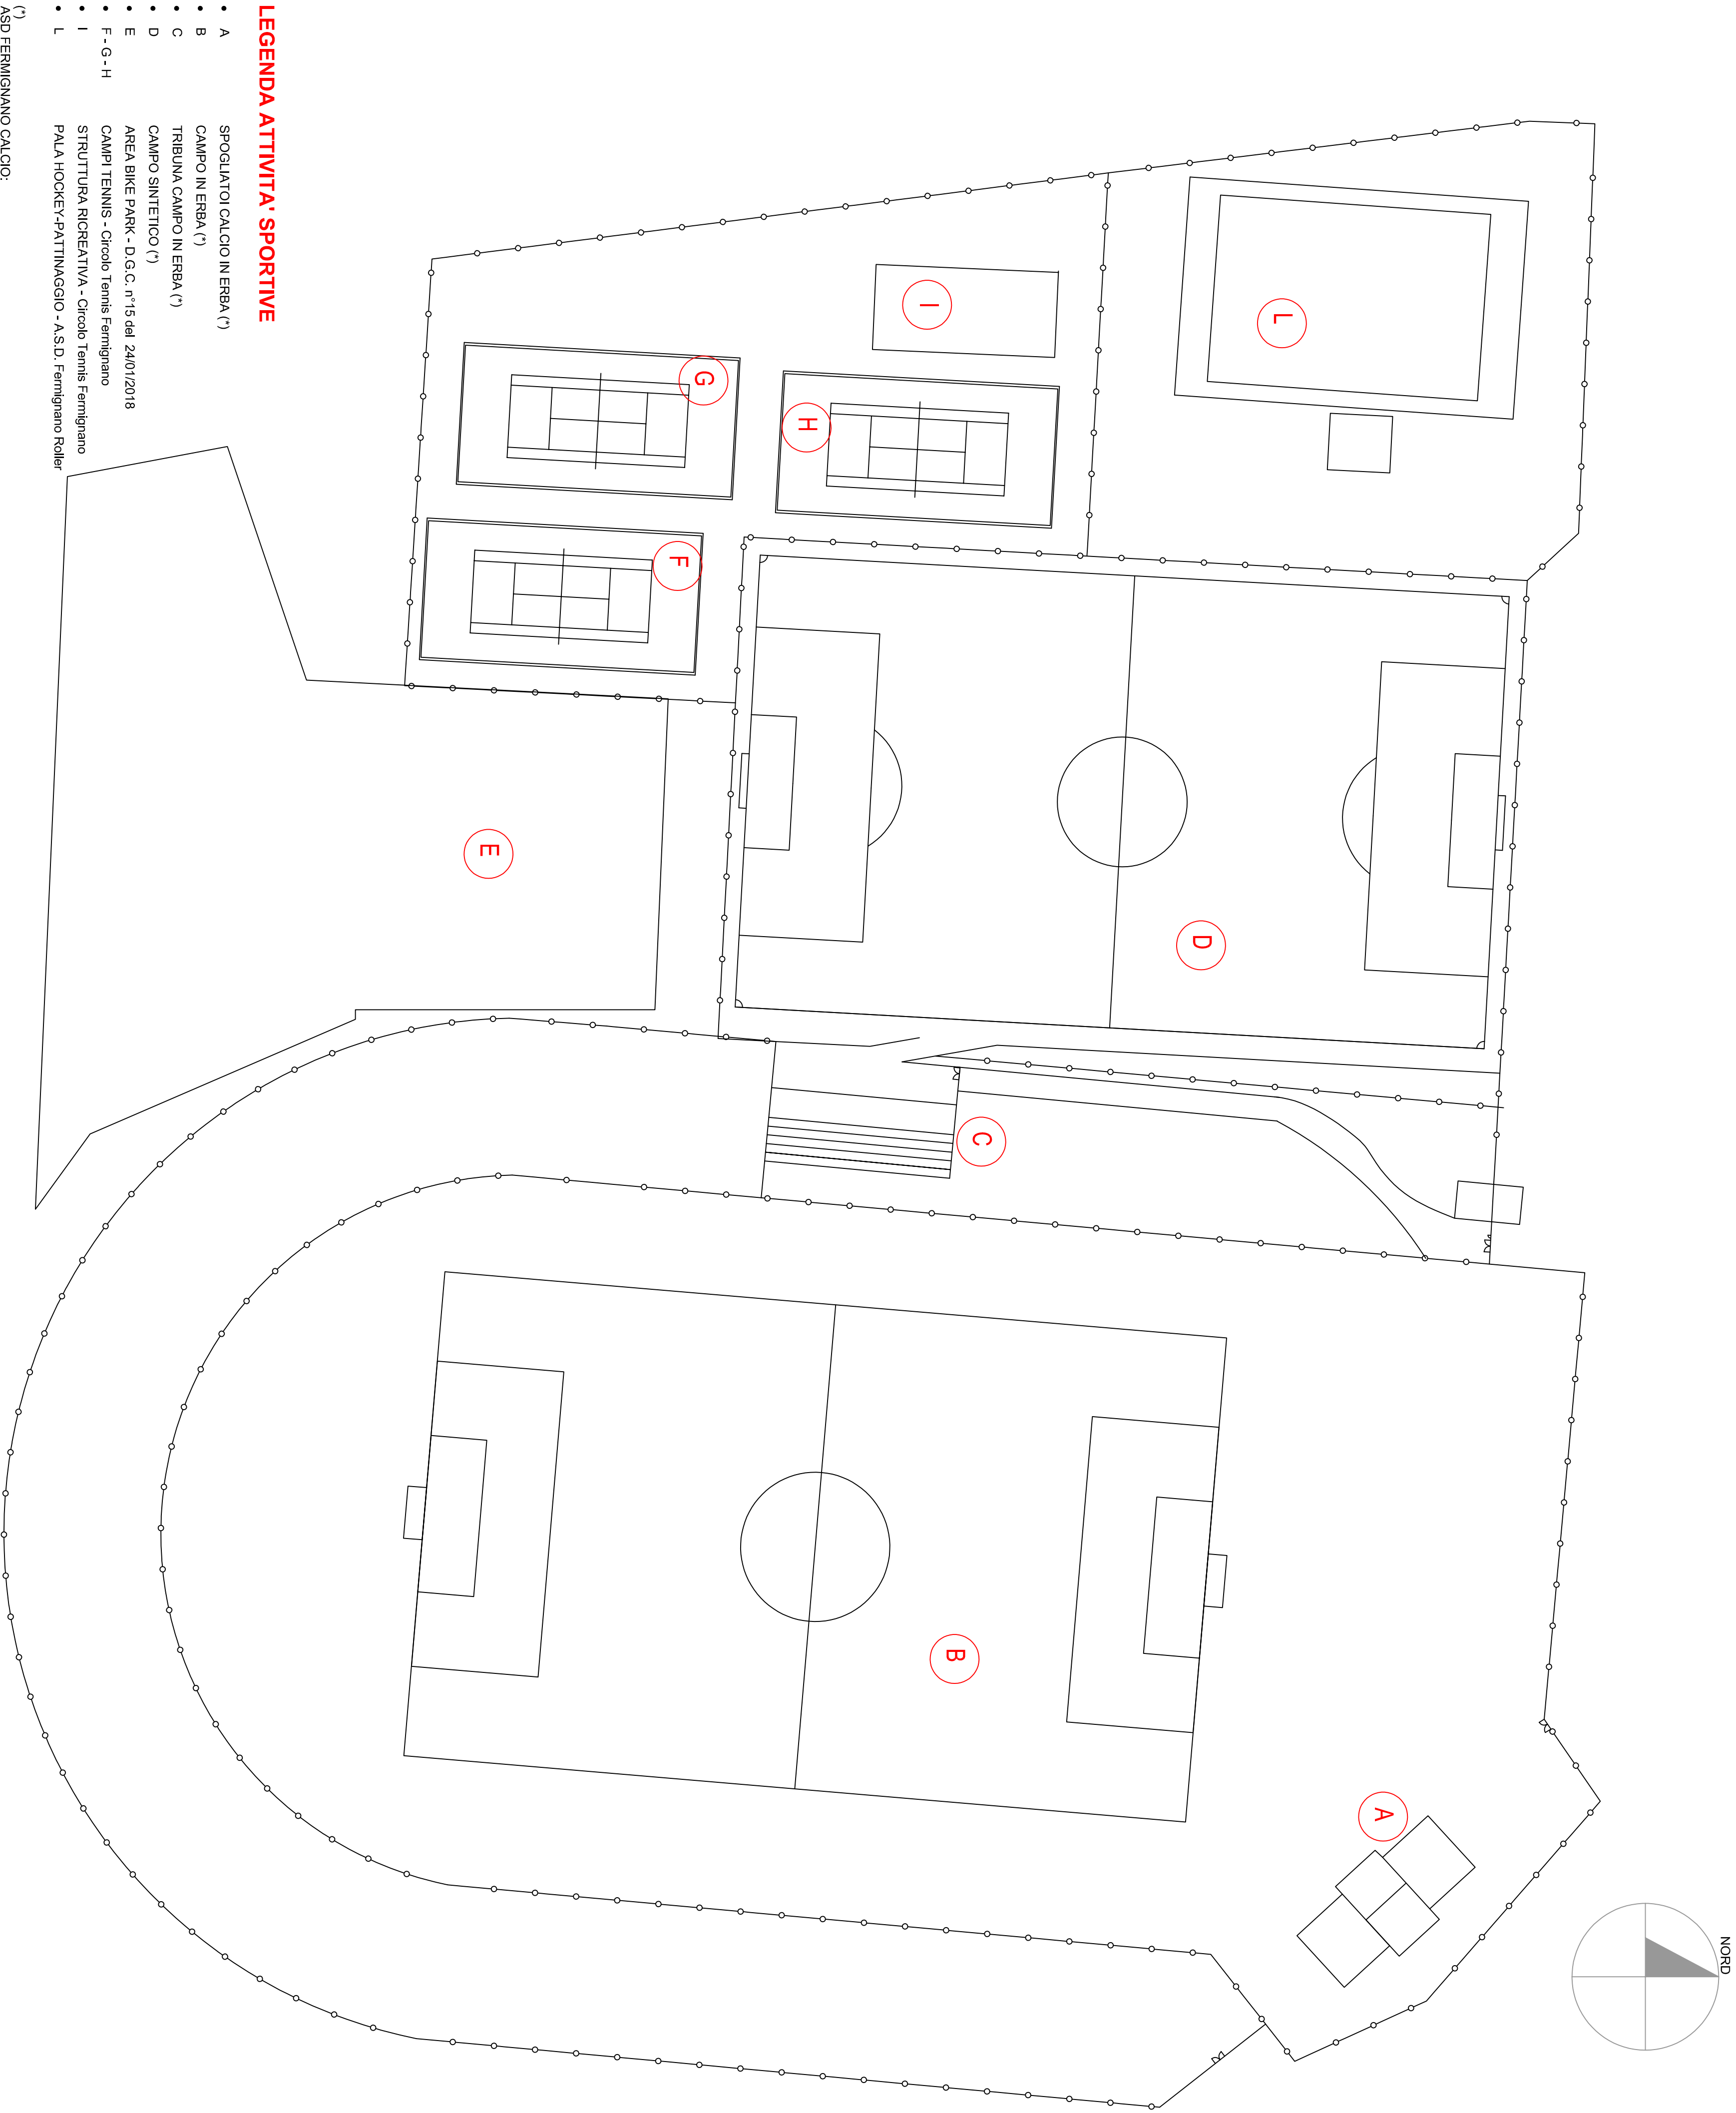 LEGENDA ATTIVITA' SPORTIVE
• A SPOGLIATOI CALCIO IN ERBA (*)
• B CAMPO IN ERBA (*)
• C TRIBUNA CAMPO IN ERBA (*)
• D CAMPO SINTETICO (*)
• E AREA BIKE PARK - D.G.C. n°15 del 24/01/2018
• F - G - H CAMPI TENNIS - Circolo Tennis Fermignano
• I STRUTTURA RICREATIVA - Circolo Tennis Fermignano
• L PALA HOCKEY-PATTINAGGIO - A.S.D. Fermignano Roller
(*)
ASD FERMIGNANO CALCIO;
L
I
G
H
F
E
D
C
B
A
NORD